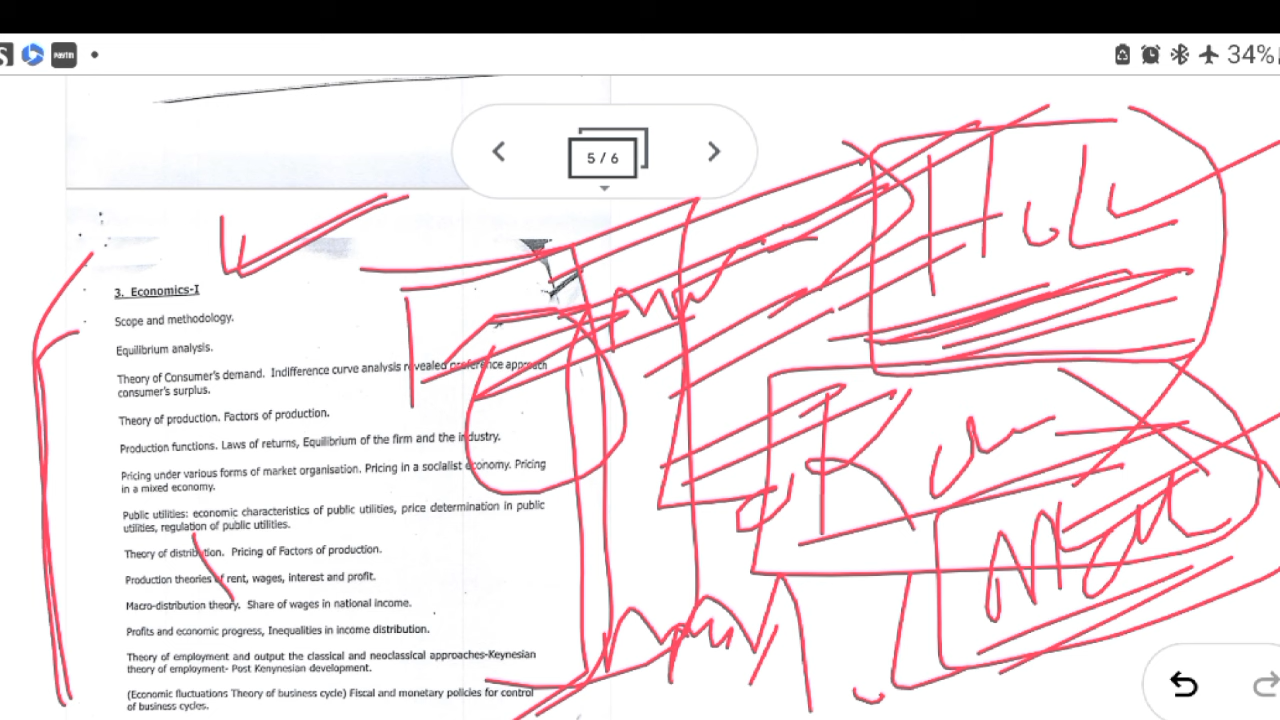 paytm
34%
5 / 6
3. Economics-I
Scope and methodology.
Equilibrium analysis.
Theory of Consumer's demand. Indifference curve analysis revealed preference approach
consumer's surplus.
Theory of production. Factors of production.
Production functions. Laws of returns, Equilibrium of the firm and the industry.
Pricing under various forms of market organisation. Pricing in a socialist economy. Pricing
in a mixed economy.
Public utilities: economic characteristics of public utilities, price determination in public
utilities, regulation of public utilities.
Theory of distribution. Pricing of Factors of production.
Production theories of rent, wages, interest and profit.
Macro-distribution theory. Share of wages in national income.
Profits and economic progress, Inequalities in income distribution.
Theory of employment and output the classical and neoclassical approaches-Keynesian
theory of employment- Post Kenynesian development.
(Economic fluctuations Theory of business cycle) Fiscal and monetary policies for control
of business cycles.